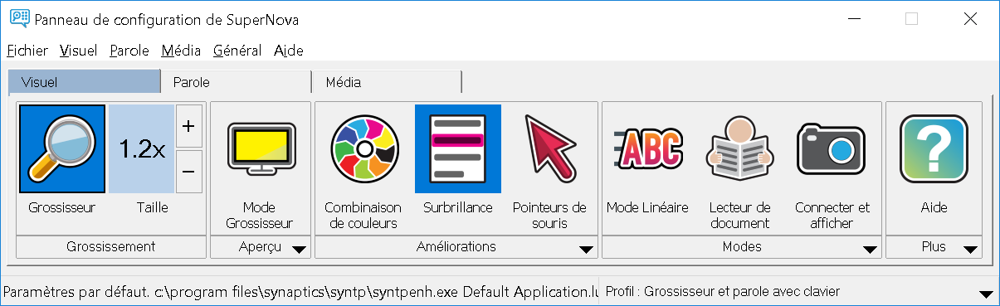 Panneau de configuration de SuperNova
Fichier Visuel Parole Média Général Aide
Visuel Parole Média
1.2x + −
ABC ?
Grossisseur Taille Mode Grossisseur Combinaison de couleurs Surbrillance Pointeurs de souris Mode Linéaire Lecteur de document Connecter et afficher Aide
Grossissement Aperçu Améliorations Modes Plus
Paramètres par défaut. c:\program files\synaptics\syntp\syntpenh.exe Default Application.lu Profil : Grossisseur et parole avec clavier